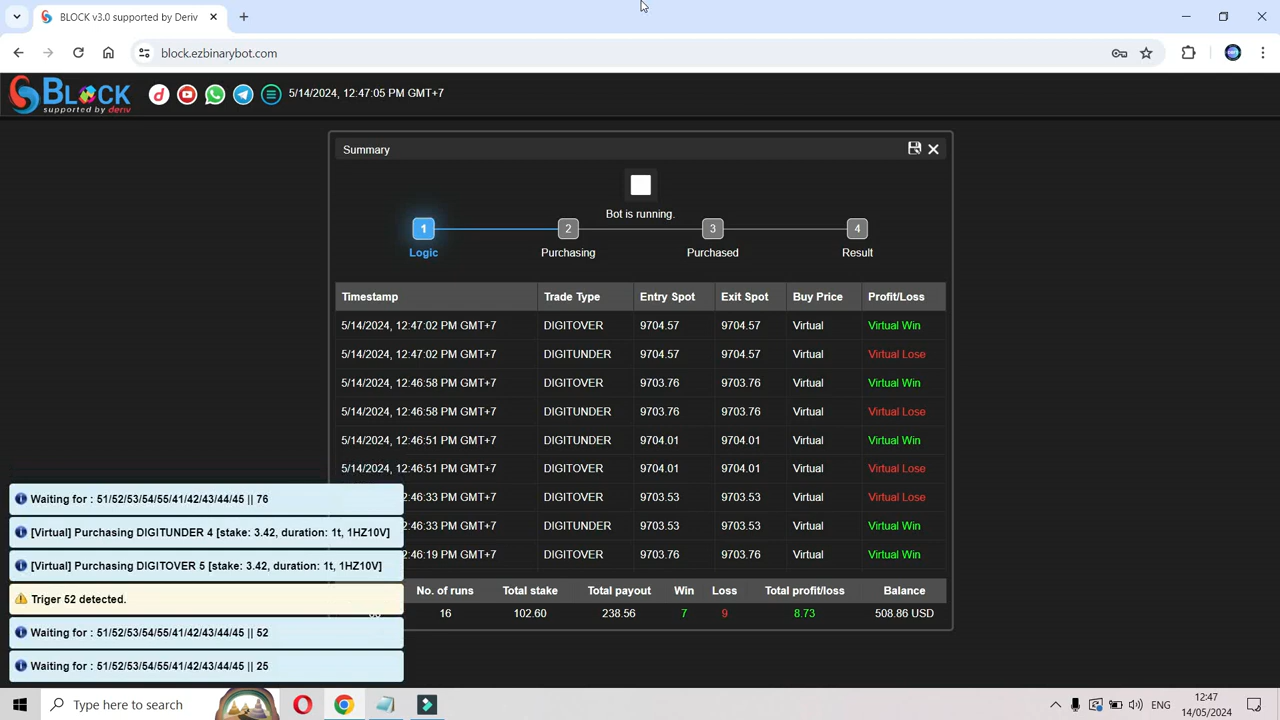 BLOCK v3.0 supported by Deriv
block.ezbinarybot.com
BLOCK
supported by deriv
5/14/2024, 12:47:05 PM GMT+7
Summary
Bot is running.
1 2 3 4
Logic Purchasing Purchased Result
Timestamp Trade Type Entry Spot Exit Spot Buy Price Profit/Loss
5/14/2024, 12:47:02 PM GMT+7 DIGITOVER 9704.57 9704.57 Virtual Virtual Win
5/14/2024, 12:47:02 PM GMT+7 DIGITUNDER 9704.57 9704.57 Virtual Virtual Lose
5/14/2024, 12:46:58 PM GMT+7 DIGITOVER 9703.76 9703.76 Virtual Virtual Win
5/14/2024, 12:46:58 PM GMT+7 DIGITUNDER 9703.76 9703.76 Virtual Virtual Lose
5/14/2024, 12:46:51 PM GMT+7 DIGITUNDER 9704.01 9704.01 Virtual Virtual Win
5/14/2024, 12:46:51 PM GMT+7 DIGITOVER 9704.01 9704.01 Virtual Virtual Lose
2:46:33 PM GMT+7 DIGITOVER 9703.53 9703.53 Virtual Virtual Lose
2:46:33 PM GMT+7 DIGITUNDER 9703.53 9703.53 Virtual Virtual Win
2:46:19 PM GMT+7 DIGITOVER 9703.76 9703.76 Virtual Virtual Win
No. of runs Total stake Total payout Win Loss Total profit/loss Balance
16 102.60 238.56 7 9 8.73 508.86 USD
Waiting for : 51/52/53/54/55/41/42/43/44/45 || 76
[Virtual] Purchasing DIGITUNDER 4 [stake: 3.42, duration: 1t, 1HZ10V]
[Virtual] Purchasing DIGITOVER 5 [stake: 3.42, duration: 1t, 1HZ10V]
Triger 52 detected.
Waiting for : 51/52/53/54/55/41/42/43/44/45 || 52
Waiting for : 51/52/53/54/55/41/42/43/44/45 || 25
Type here to search
ENG
12:47
14/05/2024